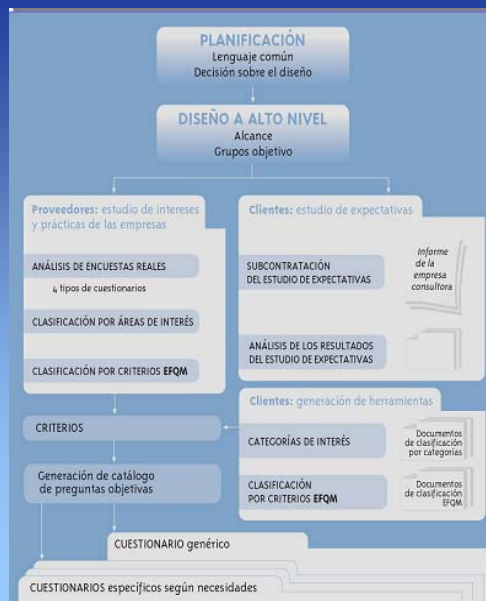 PLANIFICACIÓN
Lenguaje común
Decisión sobre el diseño
DISEÑO A ALTO NIVEL
Alcance
Grupos objetivo
Proveedores: estudio de intereses
y prácticas de las empresas
ANÁLISIS DE ENCUESTAS REALES
4 tipos de cuestionarios
CLASIFICACIÓN POR ÁREAS DE INTERÉS
CLASIFICACIÓN POR CRITERIOS EFQM
Clientes: estudio de expectativas
SUBCONTRATACIÓN
DEL ESTUDIO DE EXPECTATIVAS
Informe
de la
empresa
consultora
ANÁLISIS DE LOS RESULTADOS
DEL ESTUDIO DE EXPECTATIVAS
Clientes: generación de herramientas
CATEGORÍAS DE INTERÉS
Documentos
de clasificación
por categorías
CLASIFICACIÓN
POR CRITERIOS EFQM
Documentos
de clasificación
EFQM
CRITERIOS
Generación de catálogo
de preguntas objetivas
CUESTIONARIO genérico
CUESTIONARIOS específicos según necesidades